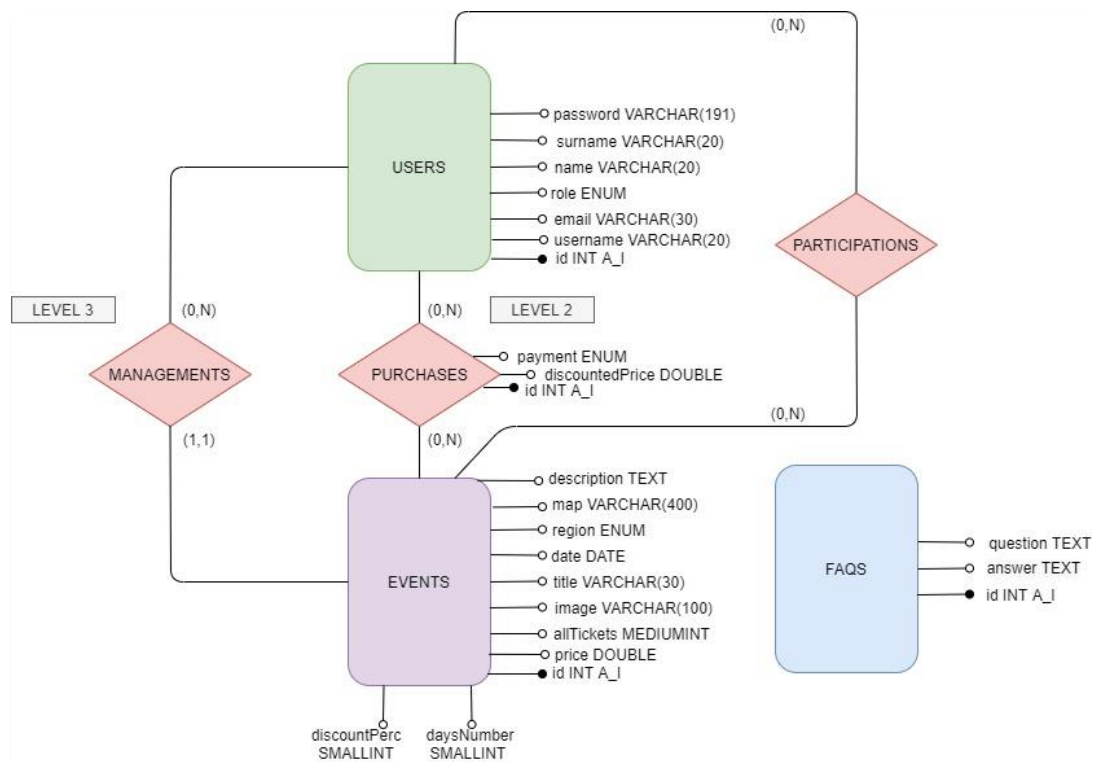 (0,N)
USERS
password VARCHAR(191)
surname VARCHAR(20)
name VARCHAR(20)
role ENUM
email VARCHAR(30)
username VARCHAR(20)
id INT A_I
PARTICIPATIONS
LEVEL 3
(0,N)
(0,N)
LEVEL 2
MANAGEMENTS
PURCHASES
payment ENUM
discountedPrice DOUBLE
id INT A_I
(0,N)
(1,1)
(0,N)
EVENTS
description TEXT
map VARCHAR(400)
region ENUM
date DATE
title VARCHAR(30)
image VARCHAR(100)
allTickets MEDIUMINT
price DOUBLE
id INT A_I
discountPerc
SMALLINT
daysNumber
SMALLINT
FAQS
question TEXT
answer TEXT
id INT A_I